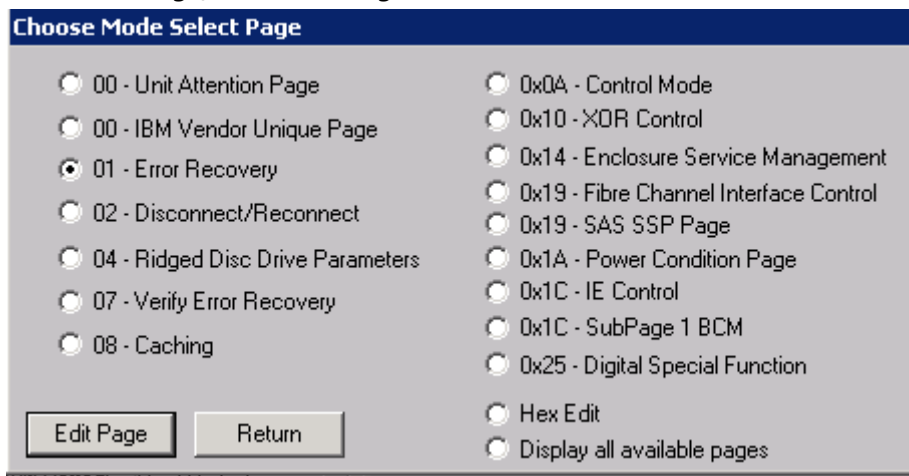 Choose Mode Select Page
00 - Unit Attention Page
00 - IBM Vendor Unique Page
01 - Error Recovery
02 - Disconnect/Reconnect
04 - Ridged Disc Drive Parameters
07 - Verify Error Recovery
08 - Caching
0x0A - Control Mode
0x10 - XOR Control
0x14 - Enclosure Service Management
0x19 - Fibre Channel Interface Control
0x19 - SAS SSP Page
0x1A - Power Condition Page
0x1C - IE Control
0x1C - SubPage 1 BCM
0x25 - Digital Special Function
Hex Edit
Display all available pages
Edit Page
Return